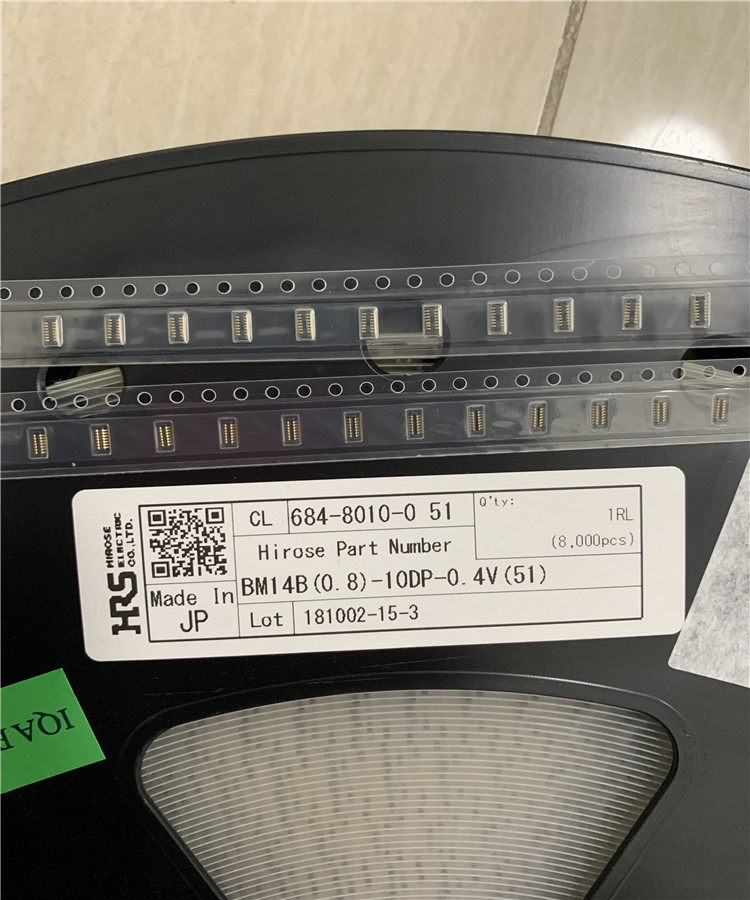 HRS HIROSE
ELECTRIC
CO.,LTD.
CL 684-8010-0 51
Q'ty:
1RL
(8,000pcs)
Hirose Part Number
BM14B(0.8)-10DP-0.4V(51)
Made In
JP
Lot 181002-15-3